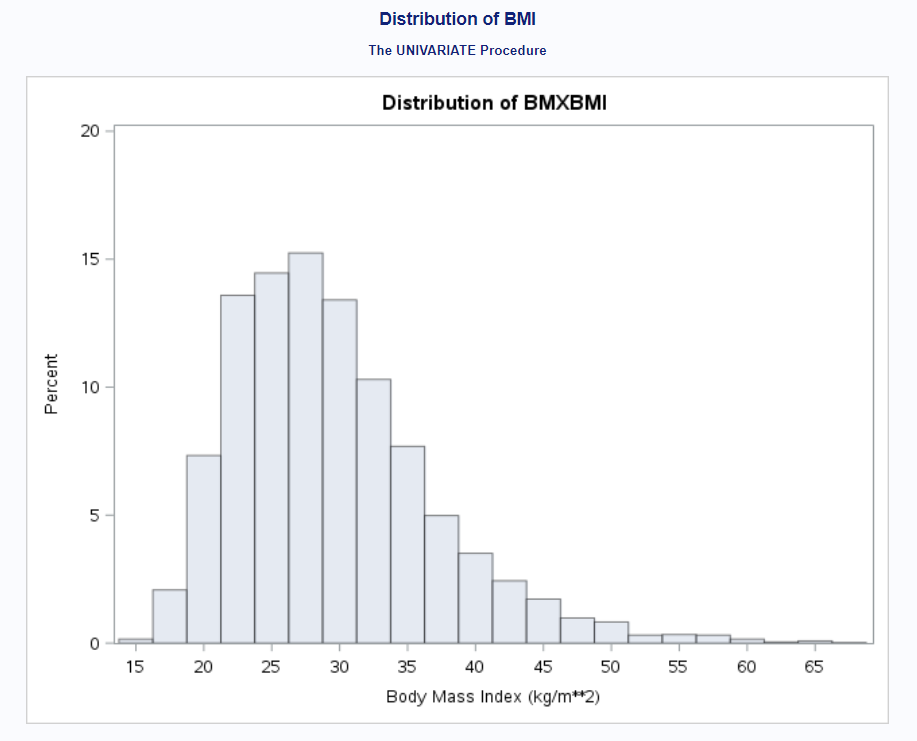 Distribution of BMI
The UNIVARIATE Procedure
Distribution of BMXBMI
20
15
10
5
0
Percent
15 20 25 30 35 40 45 50 55 60 65
Body Mass Index (kg/m**2)